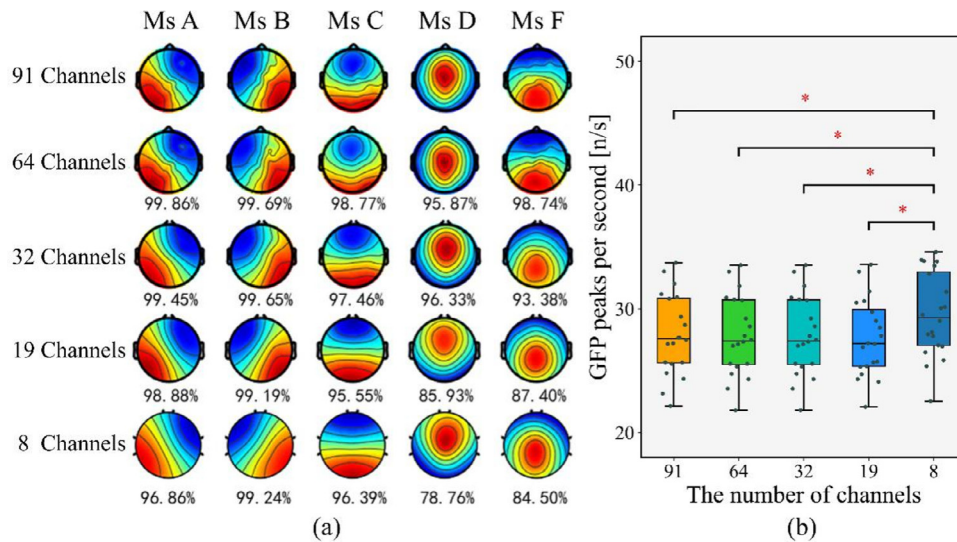 Ms A Ms B Ms C Ms D Ms F
91 Channels
64 Channels
99.86% 99.69% 98.77% 95.87% 98.74%
32 Channels
99.45% 99.65% 97.46% 96.33% 93.38%
19 Channels
98.88% 99.19% 95.55% 85.93% 87.40%
8 Channels
96.86% 99.24% 96.39% 78.76% 84.50%
(a)
GFP peaks per second [n/s]
50
40
30
20
*
*
*
*
91 64 32 19 8
The number of channels
(b)